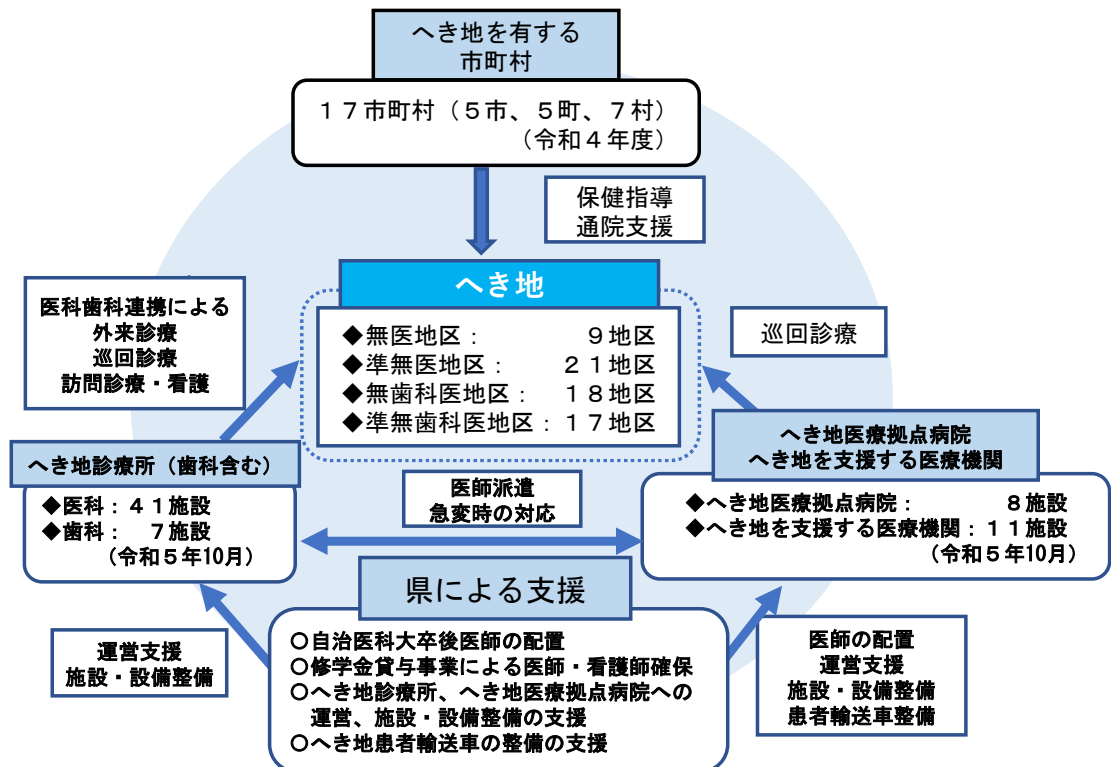 へき地を有する
市町村
１７市町村（５市、５町、７村）
（令和４年度）
保健指導
通院支援
へき地
◆無医地区： ９地区
◆準無医地区： ２１地区
◆無歯科医地区： １８地区
◆準無歯科医地区：１７地区
医科歯科連携による
外来診療
巡回診療
訪問診療・看護
巡回診療
へき地診療所（歯科含む）
◆医科：４１施設
◆歯科： ７施設
（令和５年10月）
医師派遣
急変時の対応
へき地医療拠点病院
へき地を支援する医療機関
◆へき地医療拠点病院： ８施設
◆へき地を支援する医療機関：１１施設
（令和５年10月）
県による支援
○自治医科大卒後医師の配置
○修学金貸与事業による医師・看護師確保
○へき地診療所、へき地医療拠点病院への
運営、施設・設備整備の支援
○へき地患者輸送車の整備の支援
運営支援
施設・設備整備
医師の配置
運営支援
施設・設備整備
患者輸送車整備